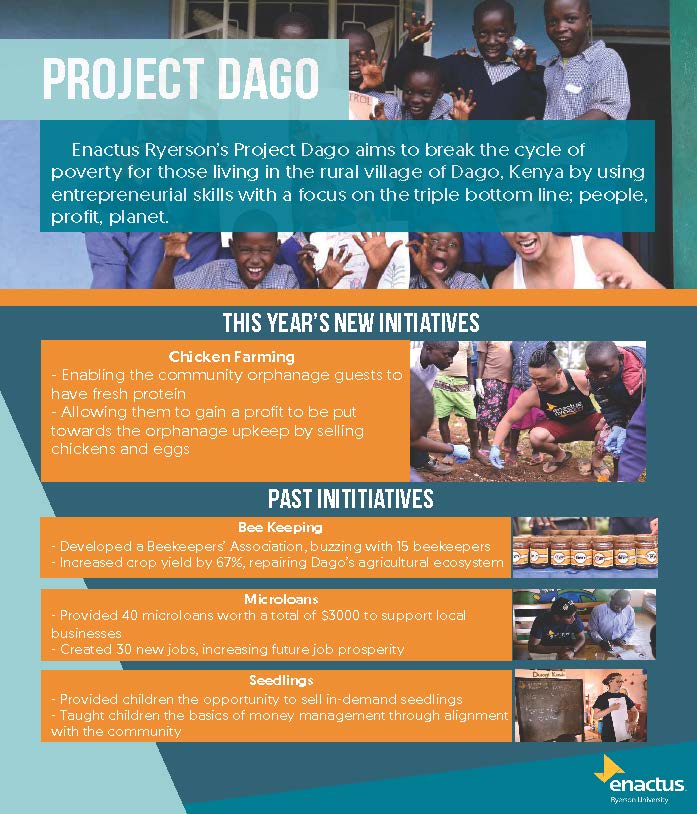 PROJECT DAGO
Enactus Ryerson's Project Dago aims to break the cycle of
poverty for those living in the rural village of Dago, Kenya by using
entrepreneurial skills with a focus on the triple bottom line; people,
profit, planet.
THIS YEAR'S NEW INITIATIVES
Chicken Farming
- Enabling the community orphanage guests to
have fresh protein
- Allowing them to gain a profit to be put
towards the orphanage upkeep by selling
chickens and eggs
enactus
PAST INITITIATIVES
Bee Keeping
- Developed a Beekeepers' Association, buzzing with 15 beekeepers
- Increased crop yield by 67%, repairing Dago's agricultural ecosystem
Microloans
- Provided 40 microloans worth a total of $3000 to support local
businesses
- Created 30 new jobs, increasing future job prosperity
Seedlings
- Provided children the opportunity to sell in-demand seedlings
- Taught children the basics of money management through alignment
with the community
enactus
Ryerson University